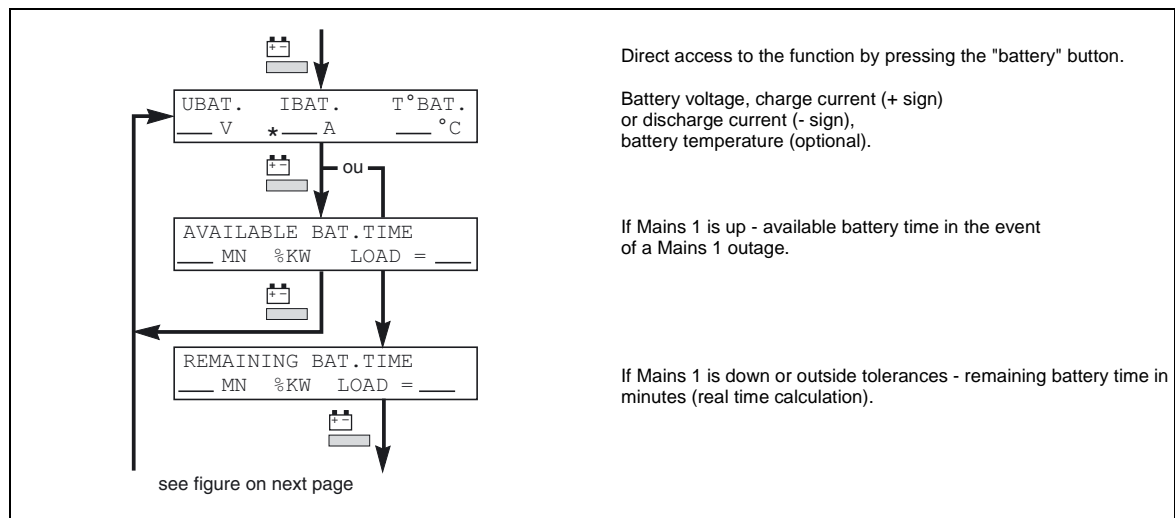 Direct access to the function by pressing the "battery" button.
UBAT. IBAT. T°BAT.
___ V *___ A ___ °C
Battery voltage, charge current (+ sign)
or discharge current (- sign),
battery temperature (optional).
ou
AVAILABLE BAT.TIME
___ MN %KW LOAD = ___
If Mains 1 is up - available battery time in the event
of a Mains 1 outage.
REMAINING BAT.TIME
___ MN %KW LOAD = ___
If Mains 1 is down or outside tolerances - remaining battery time in
minutes (real time calculation).
see figure on next page